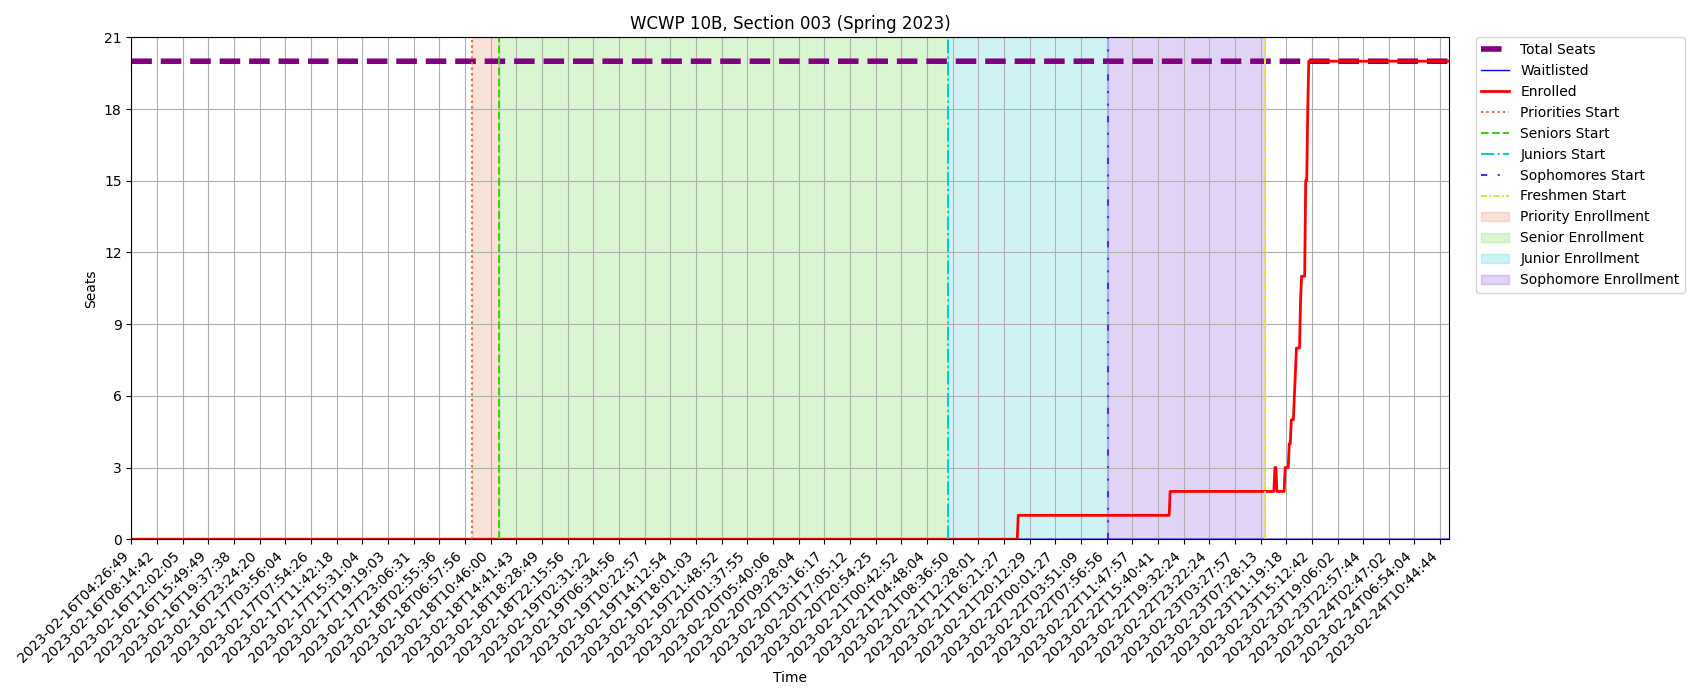 WCWP 10B, Section 003 (Spring 2023)
21
18
15
12
9
6
3
0
Seats
2023-02-16T04:26:49
2023-02-16T08:14:42
2023-02-16T12:02:05
2023-02-16T15:49:49
2023-02-16T19:37:38
2023-02-16T23:24:20
2023-02-17T03:56:04
2023-02-17T07:54:26
2023-02-17T11:42:18
2023-02-17T15:31:04
2023-02-17T19:19:03
2023-02-17T23:06:31
2023-02-18T02:55:36
2023-02-18T06:57:56
2023-02-18T10:46:00
2023-02-18T14:41:43
2023-02-18T18:28:49
2023-02-18T22:15:56
2023-02-19T02:31:22
2023-02-19T06:34:56
2023-02-19T10:22:57
2023-02-19T14:12:54
2023-02-19T18:01:03
2023-02-19T21:48:52
2023-02-20T01:37:55
2023-02-20T05:40:06
2023-02-20T09:28:04
2023-02-20T13:16:17
2023-02-20T17:05:12
2023-02-20T20:54:25
2023-02-21T00:42:52
2023-02-21T04:48:04
2023-02-21T08:36:50
2023-02-21T12:28:01
2023-02-21T16:21:27
2023-02-21T20:12:29
2023-02-22T00:01:27
2023-02-22T03:51:09
2023-02-22T07:56:56
2023-02-22T11:47:57
2023-02-22T15:40:41
2023-02-22T19:32:24
2023-02-22T23:22:24
2023-02-23T03:27:57
2023-02-23T07:28:13
2023-02-23T11:19:18
2023-02-23T15:12:42
2023-02-23T19:06:02
2023-02-23T22:57:44
2023-02-24T02:47:02
2023-02-24T06:54:04
2023-02-24T10:44:44
Time
Total Seats
Waitlisted
Enrolled
Priorities Start
Seniors Start
Juniors Start
Sophomores Start
Freshmen Start
Priority Enrollment
Senior Enrollment
Junior Enrollment
Sophomore Enrollment